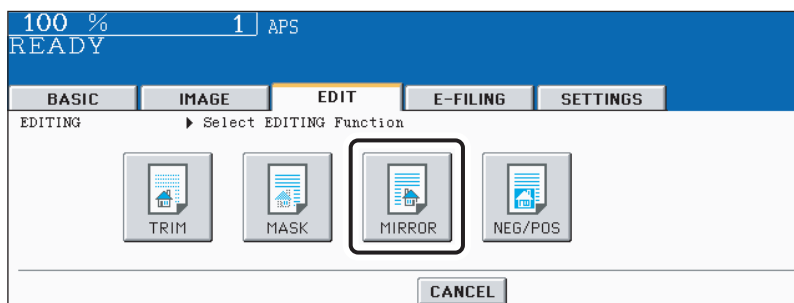 100 % 1 APS
READY
BASIC IMAGE EDIT E-FILING SETTINGS
EDITING ▶ Select EDITING Function
TRIM MASK MIRROR NEG/POS
CANCEL